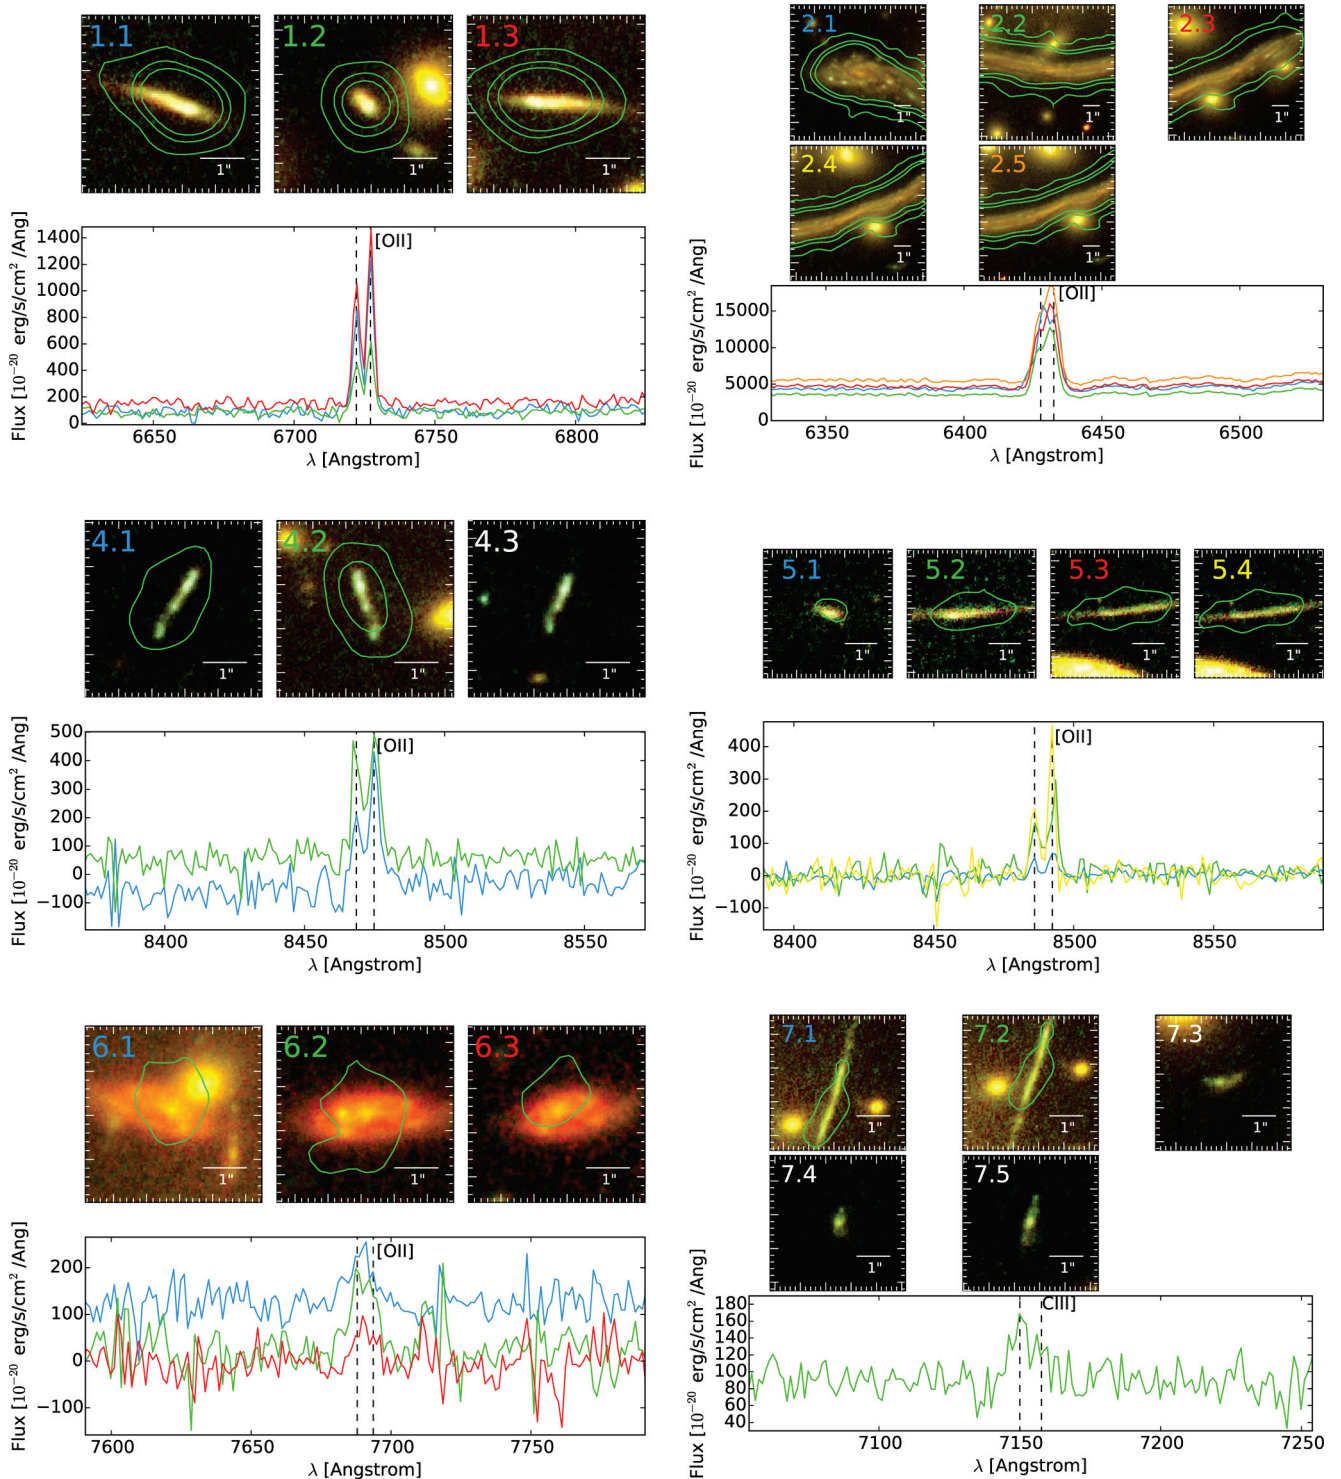 1.1 1.2 1.3
1" 1" 1"
Flux [10⁻²⁰ erg/s/cm² /Ang]
1400
1200
1000
800
600
400
200
0
[OII]
6650 6700 6750 6800
λ [Angstrom]
2.1 2.2 2.3
1" 1" 1"
2.4 2.5
1" 1"
Flux [10⁻²⁰ erg/s/cm² /Ang]
15000
10000
5000
0
[OII]
6350 6400 6450 6500
λ [Angstrom]
4.1 4.2 4.3
1" 1" 1"
Flux [10⁻²⁰ erg/s/cm² /Ang]
500
400
300
200
100
0
−100
[OII]
8400 8450 8500 8550
λ [Angstrom]
5.1 5.2 5.3 5.4
1" 1" 1" 1"
Flux [10⁻²⁰ erg/s/cm² /Ang]
400
300
200
100
0
−100
[OII]
8400 8450 8500 8550
λ [Angstrom]
6.1 6.2 6.3
1" 1" 1"
Flux [10⁻²⁰ erg/s/cm² /Ang]
200
100
0
−100
[OII]
7600 7650 7700 7750
λ [Angstrom]
7.1 7.2 7.3
1" 1" 1"
7.4 7.5
1" 1"
Flux [10⁻²⁰ erg/s/cm² /Ang]
180
160
140
120
100
80
60
40
CIII]
7100 7150 7200 7250
λ [Angstrom]